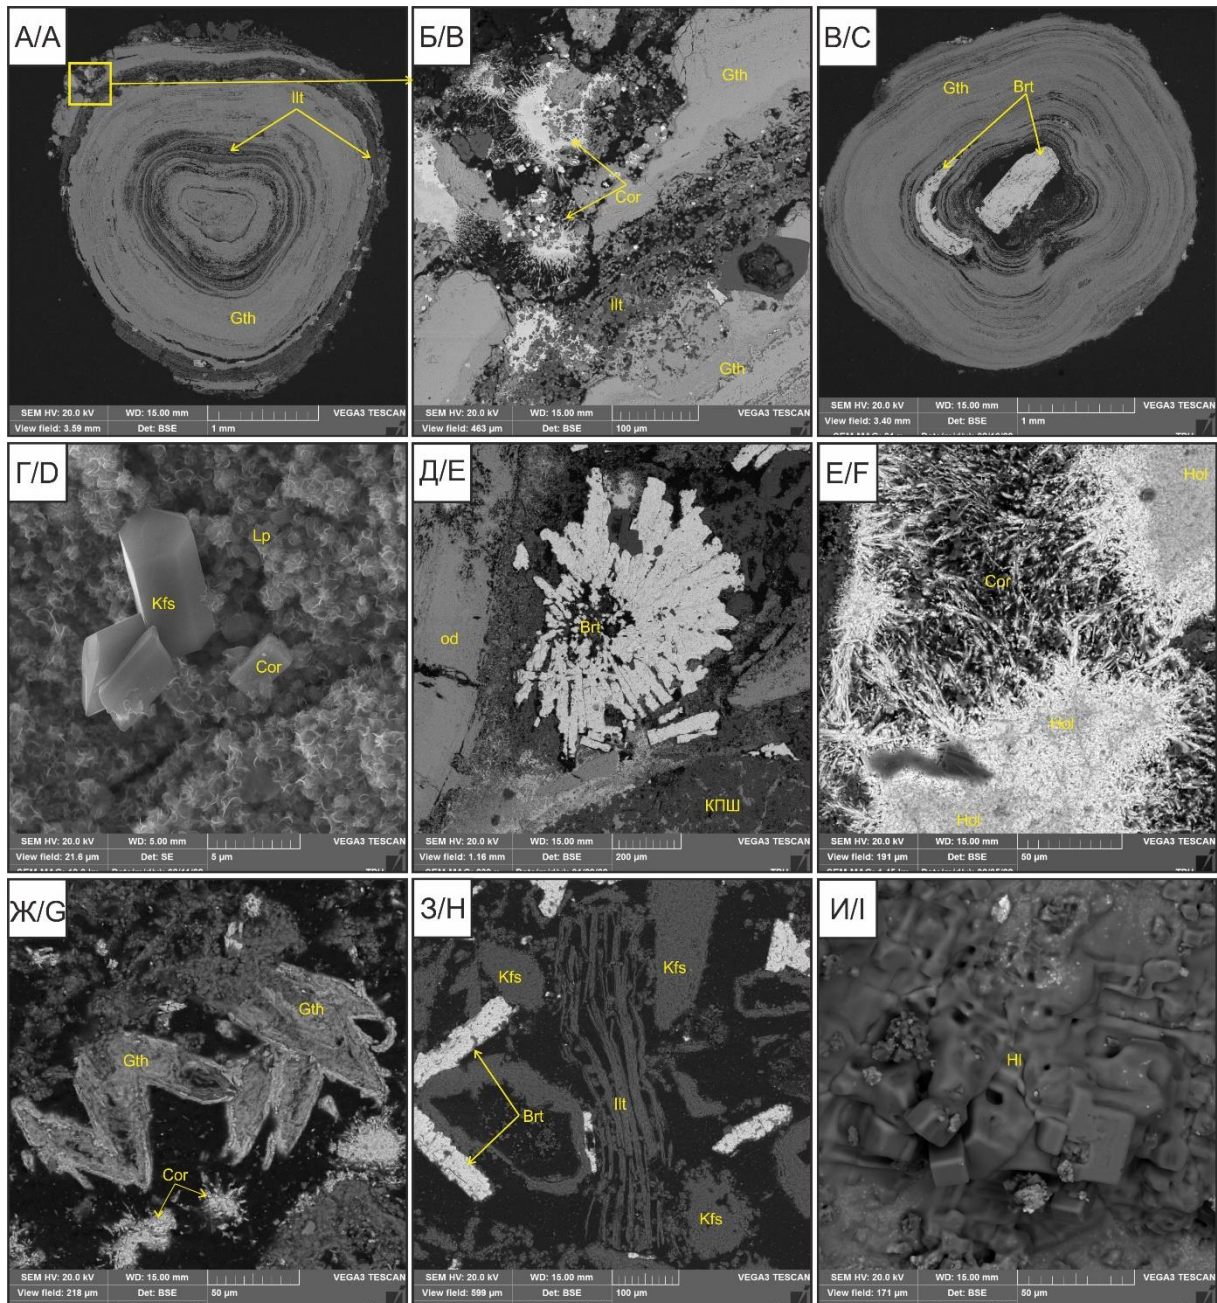 А/A
Ilt
Gth
SEM HV: 20.0 kV WD: 15.00 mm VEGA3 TESCAN
View field: 3.59 mm Det: BSE 1 mm
Б/B
Gth
Cor
Ilt
Gth
SEM HV: 20.0 kV WD: 15.00 mm VEGA3 TESCAN
View field: 463 µm Det: BSE 100 µm
В/C
Gth
Brt
SEM HV: 20.0 kV WD: 15.00 mm VEGA3 TESCAN
View field: 3.40 mm Det: BSE 1 mm
Г/D
Lp
Kfs
Cor
SEM HV: 20.0 kV WD: 5.00 mm VEGA3 TESCAN
View field: 21.6 µm Det: SE 5 µm
Д/E
Brt
od
КПШ
SEM HV: 20.0 kV WD: 15.00 mm VEGA3 TESCAN
View field: 1.16 mm Det: BSE 200 µm
Е/F
Hol
Cor
Hol
Hol
SEM HV: 20.0 kV WD: 15.00 mm VEGA3 TESCAN
View field: 191 µm Det: BSE 50 µm
Ж/G
Gth
Gth
Cor
SEM HV: 20.0 kV WD: 15.00 mm VEGA3 TESCAN
View field: 218 µm Det: BSE 50 µm
З/H
Kfs
Kfs
Ilt
Brt
Kfs
SEM HV: 20.0 kV WD: 15.00 mm VEGA3 TESCAN
View field: 599 µm Det: BSE 100 µm
И/I
Hl
SEM HV: 20.0 kV WD: 15.00 mm VEGA3 TESCAN
View field: 171 µm Det: BSE 50 µm